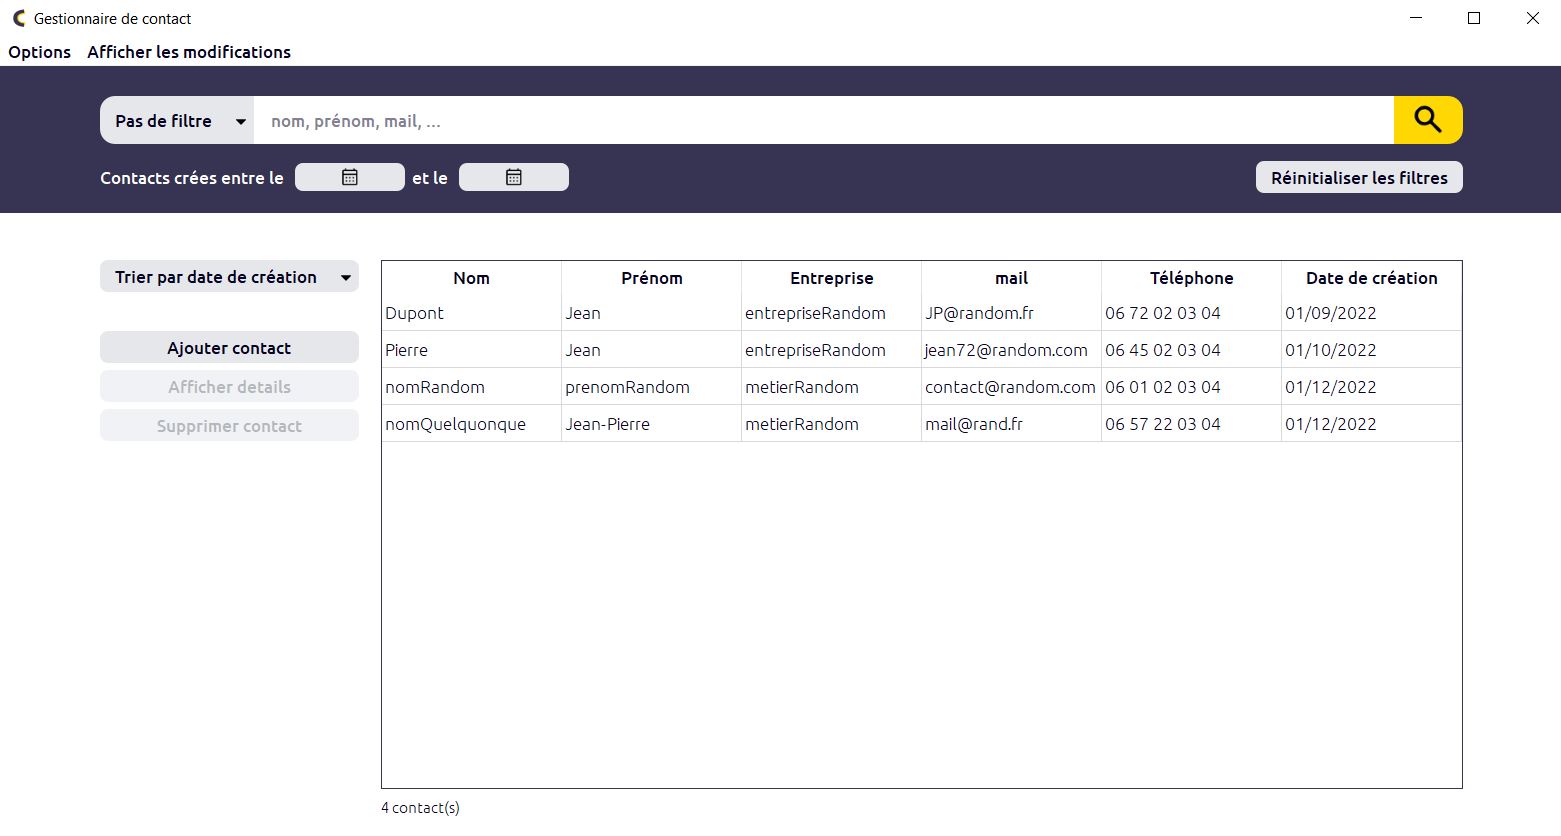 Gestionnaire de contact
Options Afficher les modifications
Pas de filtre nom, prénom, mail, ...
Contacts crées entre le et le Réinitialiser les filtres
Trier par date de création
Ajouter contact
Afficher details
Supprimer contact
Nom Prénom Entreprise mail Téléphone Date de création
Dupont Jean entrepriseRandom JP@random.fr 06 72 02 03 04 01/09/2022
Pierre Jean entrepriseRandom jean72@random.com 06 45 02 03 04 01/10/2022
nomRandom prenomRandom metierRandom contact@random.com 06 01 02 03 04 01/12/2022
nomQuelquonque Jean-Pierre metierRandom mail@rand.fr 06 57 22 03 04 01/12/2022
4 contact(s)